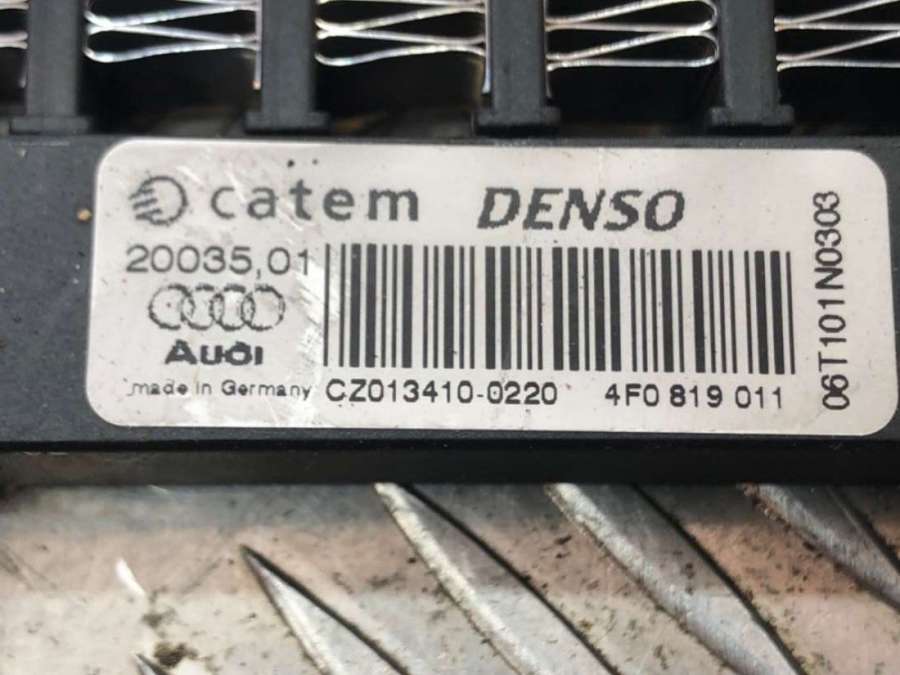 catem DENSO
20035,01
Audi
made in Germany CZ013410-0220 4F0 819 011
06T101N0303